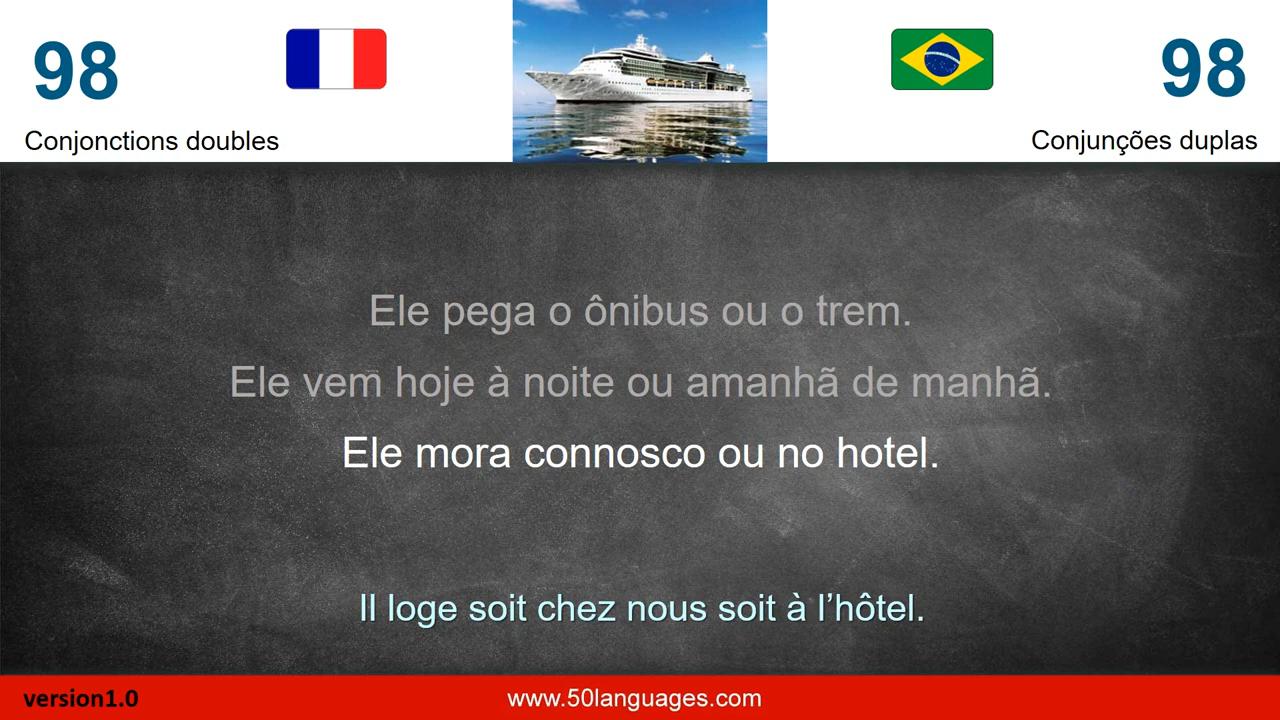 98
98
Conjonctions doubles
Conjunções duplas
Ele pega o ônibus ou o trem.
Ele vem hoje à noite ou amanhã de manhã.
Ele mora connosco ou no hotel.
Il loge soit chez nous soit à l’hôtel.
version1.0
www.50languages.com